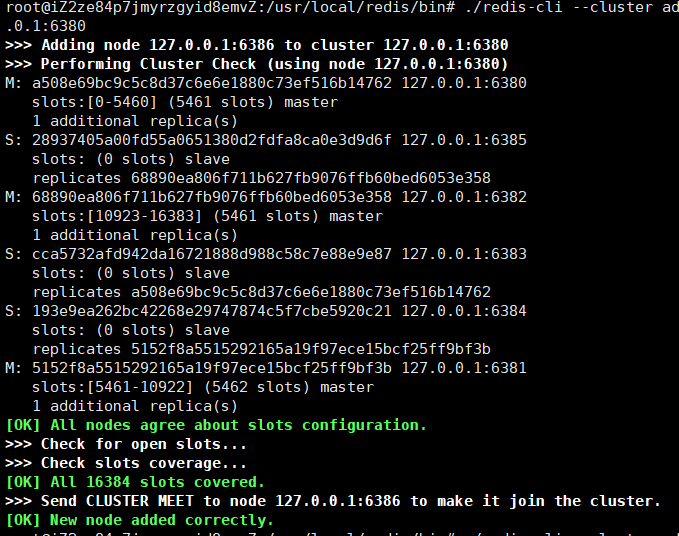 root@iZ2ze84p7jmyrzgyid8emvZ:/usr/local/redis/bin# ./redis-cli --cluster ad
.0.1:6380
>>> Adding node 127.0.0.1:6386 to cluster 127.0.0.1:6380
>>> Performing Cluster Check (using node 127.0.0.1:6380)
M: a508e69bc9c5c8d37c6e6e1880c73ef516b14762 127.0.0.1:6380
slots:[0-5460] (5461 slots) master
1 additional replica(s)
S: 28937405a00fd55a0651380d2fdfa8ca0e3d9d6f 127.0.0.1:6385
slots: (0 slots) slave
replicates 68890ea806f711b627fb9076ffb60bed6053e358
M: 68890ea806f711b627fb9076ffb60bed6053e358 127.0.0.1:6382
slots:[10923-16383] (5461 slots) master
1 additional replica(s)
S: cca5732afd942da16721888d988c58c7e88e9e87 127.0.0.1:6383
slots: (0 slots) slave
replicates a508e69bc9c5c8d37c6e6e1880c73ef516b14762
S: 193e9ea262bc42268e29747874c5f7cbe5920c21 127.0.0.1:6384
slots: (0 slots) slave
replicates 5152f8a5515292165a19f97ece15bcf25ff9bf3b
M: 5152f8a5515292165a19f97ece15bcf25ff9bf3b 127.0.0.1:6381
slots:[5461-10922] (5462 slots) master
1 additional replica(s)
[OK] All nodes agree about slots configuration.
>>> Check for open slots...
>>> Check slots coverage...
[OK] All 16384 slots covered.
>>> Send CLUSTER MEET to node 127.0.0.1:6386 to make it join the cluster.
[OK] New node added correctly.